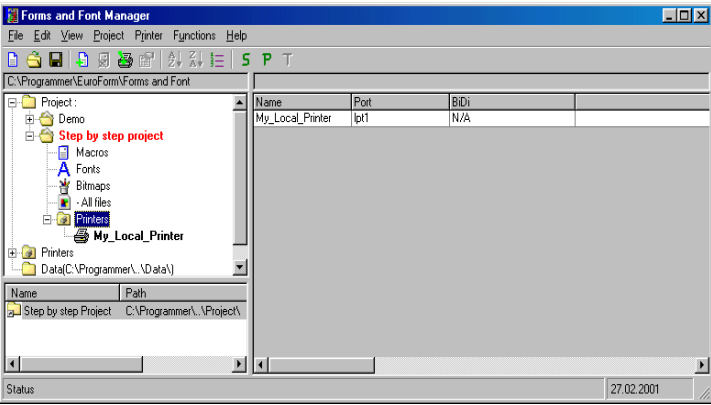 Forms and Font Manager
File Edit View Project Printer Functions Help
S P T
C:\Programmer\EuroForm\Forms and Font
Project :
Demo
Step by step project
Macros
A Fonts
Bitmaps
- All files
Printers
My_Local_Printer
Printers
Data(C:\Programmer\..\Data\)
Name Port BiDi
My_Local_Printer lpt1 N/A
Name Path
Step by step Project C:\Programmer\..\Project\
Status 27.02.2001